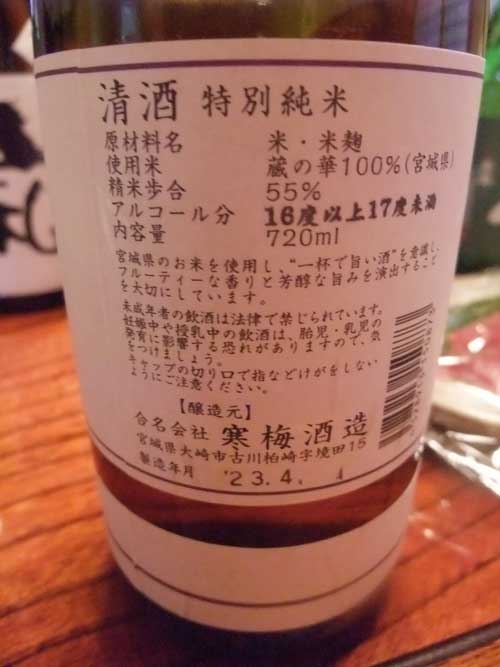 清酒 特別純米
原材料名 米・米麹
使用米 蔵の華100%(宮城県)
精米歩合 55%
アルコール分 16度以上17度未満
内容量 720ml
宮城県のお米を使用し、"一杯で旨い酒"を意識し、
フルーティーな香りと芳醇な旨みを演出すること
を大切にしています。
未成年者の飲酒は法律で禁じられています。
妊娠中や授乳中の飲酒は、胎児・乳児の
発育に影響する恐れがありますので、気
をつけましょう。
キャップの切り口で指などけがをしない
ようにご注意ください。
【醸造元】
合名会社 寒梅酒造
宮城県大崎市古川柏崎字境田15
製造年月 '23.4.